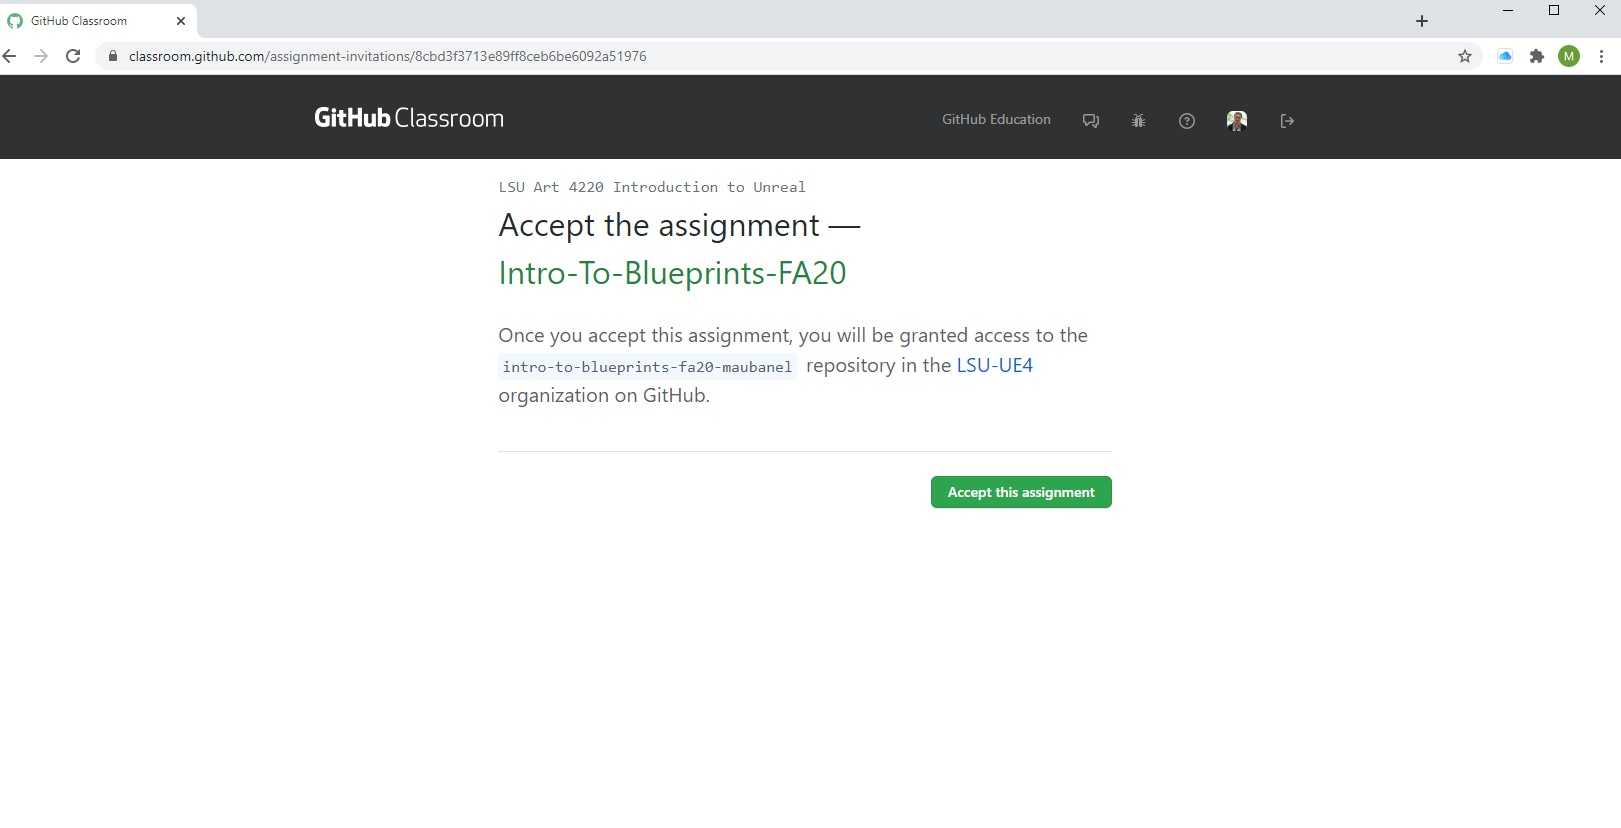 GitHub Classroom
classroom.github.com/assignment-invitations/8cbd3f3713e89ff8ceb6be6092a51976
M
GitHub Classroom
GitHub Education
LSU Art 4220 Introduction to Unreal
Accept the assignment —
Intro-To-Blueprints-FA20
Once you accept this assignment, you will be granted access to the
intro-to-blueprints-fa20-maubanel repository in the LSU-UE4
organization on GitHub.
Accept this assignment